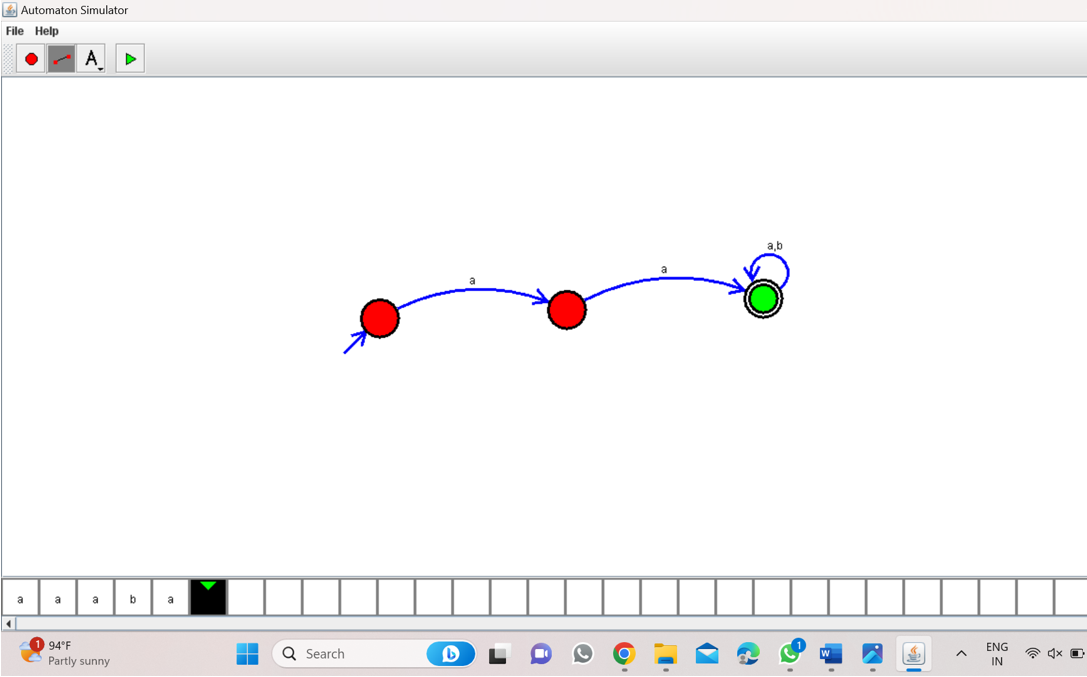 Automaton Simulator
File Help
A
a
a
a,b
a a a b a
1
94°F
Partly sunny
Search
b
1
W
ENG
IN